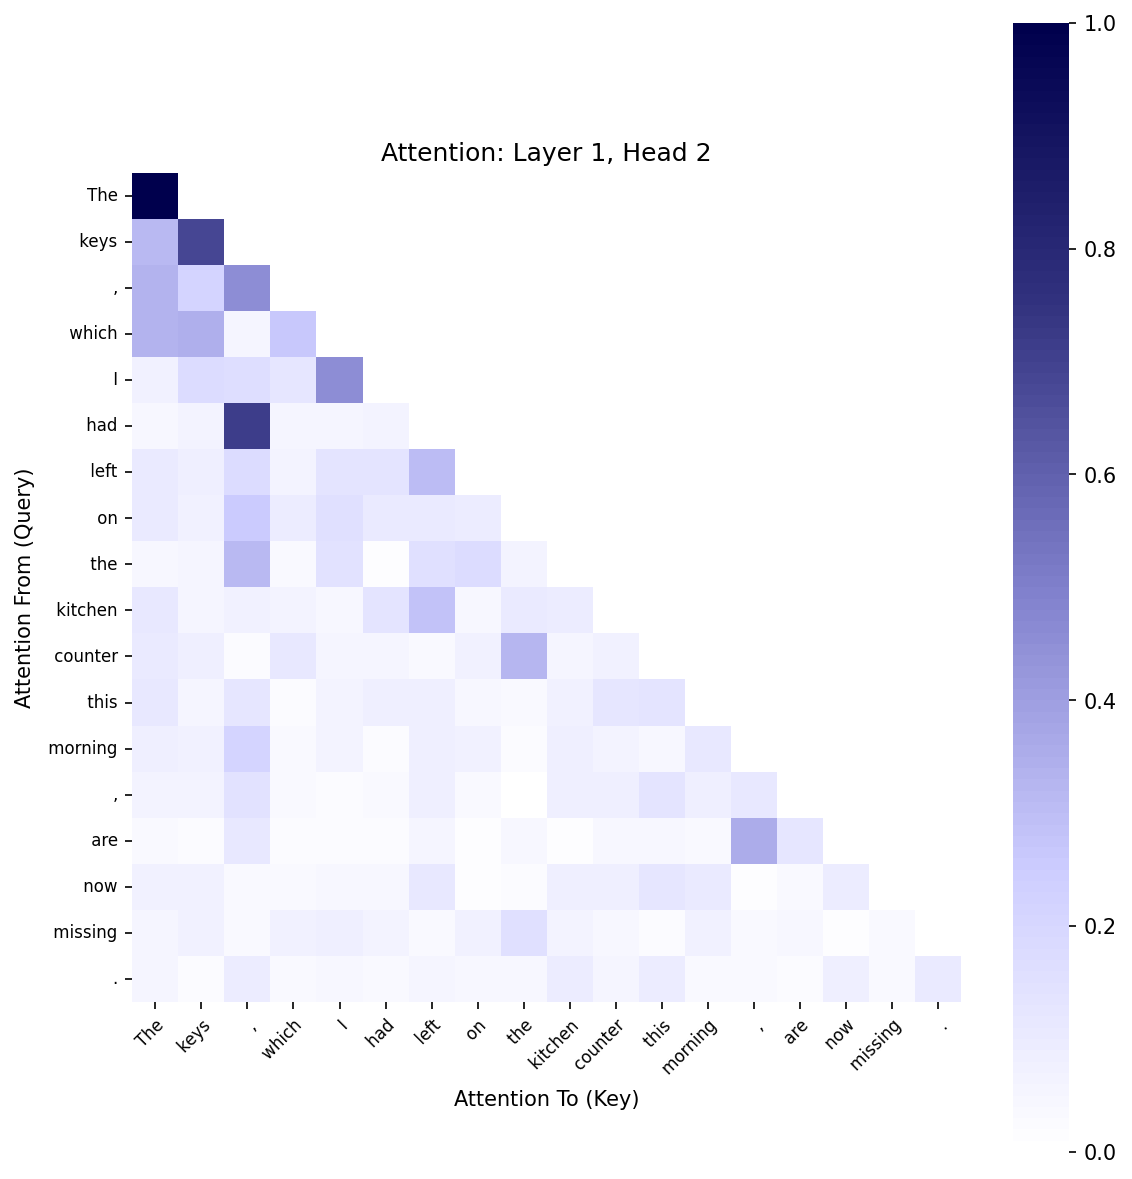 Attention: Layer 1, Head 2
Attention From (Query)
The
keys
,
which
I
had
left
on
the
kitchen
counter
this
morning
,
are
now
missing
.
The
keys
,
which
I
had
left
on
the
kitchen
counter
this
morning
,
are
now
missing
.
Attention To (Key)
1.0
0.8
0.6
0.4
0.2
0.0